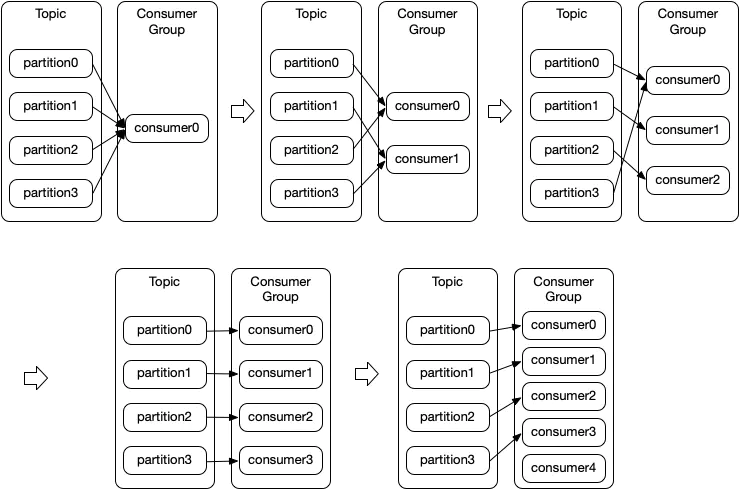 Topic
Consumer
Group
partition0
partition1
partition2
partition3
consumer0
Topic
Consumer
Group
partition0
partition1
partition2
partition3
consumer0
consumer1
Topic
Consumer
Group
partition0
partition1
partition2
partition3
consumer0
consumer1
consumer2
Topic
Consumer
Group
partition0
partition1
partition2
partition3
consumer0
consumer1
consumer2
consumer3
Topic
Consumer
Group
partition0
partition1
partition2
partition3
consumer0
consumer1
consumer2
consumer3
consumer4